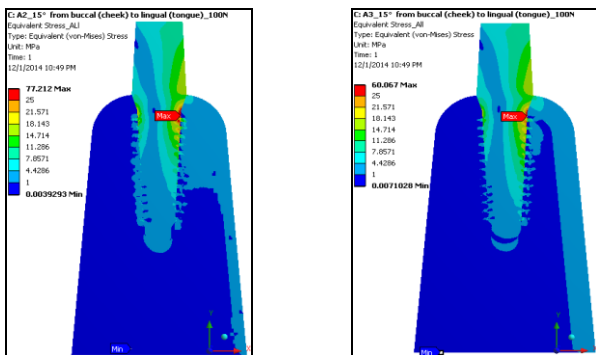 C: A2_15° from buccal (cheek) to lingual (tongue)_100N
Equivalent Stress_ALl
Type: Equivalent (von-Mises) Stress
Unit: MPa
Time: 1
12/1/2014 10:49 PM
77.212 Max
25
21.571
18.143
14.714
11.286
7.8571
4.4286
1
0.0039293 Min
Max
Min
Y
X
C: A3_15° from buccal (cheek) to lingual (tongue)_100N
Equivalent Stress_All
Type: Equivalent (von-Mises) Stress
Unit: MPa
Time: 1
12/1/2014 10:49 PM
60.067 Max
25
21.571
18.143
14.714
11.286
7.8571
4.4286
1
0.0071028 Min
Max
Min
Y